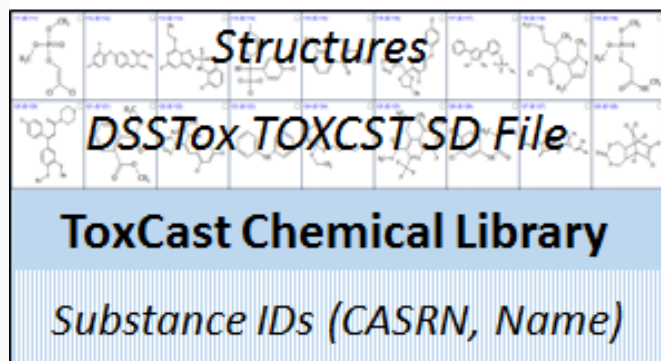 Structures
DSSTox TOXCST SD File
ToxCast Chemical Library
Substance IDs (CASRN, Name)